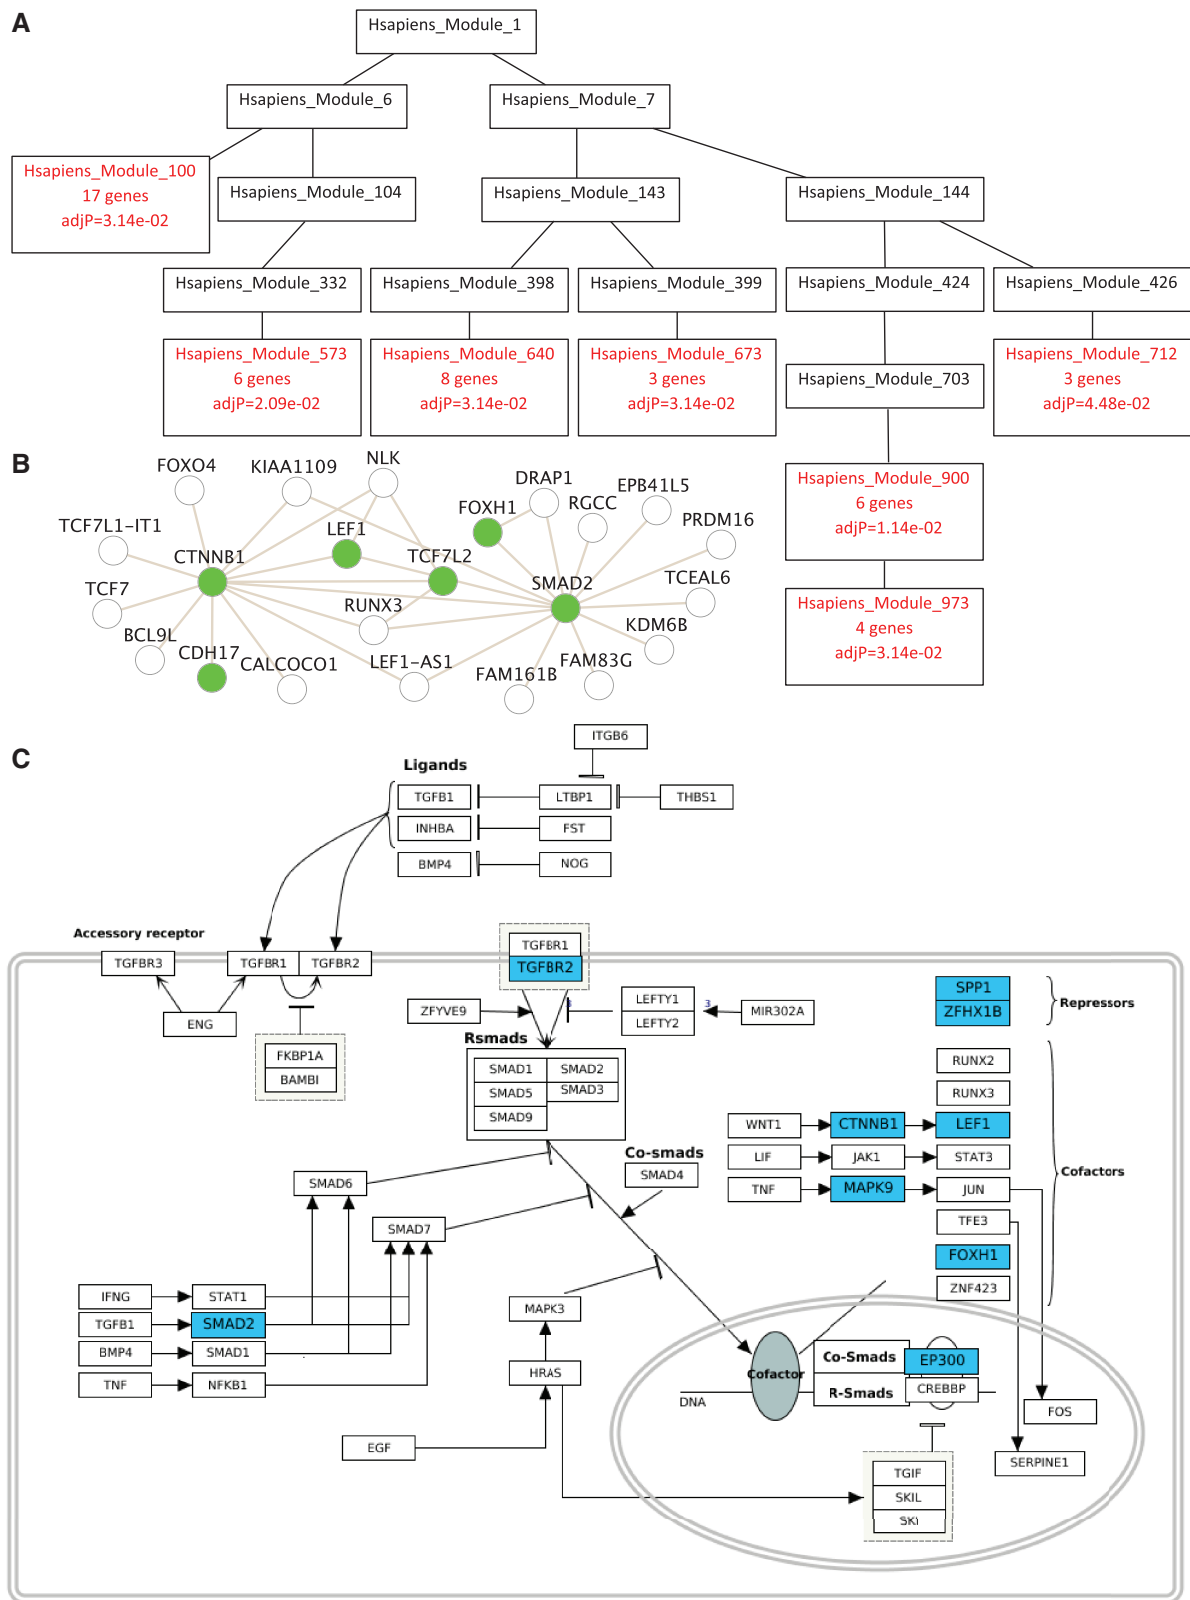 A
Hsapiens_Module_1
Hsapiens_Module_6
Hsapiens_Module_7
Hsapiens_Module_100
17 genes
adjP=3.14e-02
Hsapiens_Module_104
Hsapiens_Module_143
Hsapiens_Module_144
Hsapiens_Module_332
Hsapiens_Module_398
Hsapiens_Module_399
Hsapiens_Module_424
Hsapiens_Module_426
Hsapiens_Module_573
6 genes
adjP=2.09e-02
Hsapiens_Module_640
8 genes
adjP=3.14e-02
Hsapiens_Module_673
3 genes
adjP=3.14e-02
Hsapiens_Module_703
Hsapiens_Module_712
3 genes
adjP=4.48e-02
Hsapiens_Module_900
6 genes
adjP=1.14e-02
Hsapiens_Module_973
4 genes
adjP=3.14e-02
B
FOXO4
KIAA1109
NLK
DRAP1
EPB41L5
FOXH1
RGCC
PRDM16
TCF7L1-IT1
LEF1
CTNNB1
TCF7L2
SMAD2
TCEAL6
TCF7
RUNX3
KDM6B
BCL9L
CDH17
CALCOCO1
LEF1-AS1
FAM161B
FAM83G
C
ITGB6
Ligands
TGFB1
LTBP1
THBS1
INHBA
FST
BMP4
NOG
Accessory receptor
TGFBR3
TGFBR1
TGFBR2
TGFBR1
TGFBR2
ENG
FKBP1A
BAMBI
ZFYVE9
LEFTY1
LEFTY2
3
MIR302A
SPP1
ZFHX1B
Repressors
Rsmads
SMAD1
SMAD2
SMAD5
SMAD3
SMAD9
RUNX2
RUNX3
WNT1
CTNNB1
LEF1
LIF
JAK1
STAT3
TNF
MAPK9
JUN
TFE3
FOXH1
ZNF423
Cofactors
Co-smads
SMAD4
SMAD6
SMAD7
IFNG
STAT1
TGFB1
SMAD2
BMP4
SMAD1
TNF
NFKB1
MAPK3
HRAS
EGF
Cofactor
Co-Smads
R-Smads
EP300
CREBBP
DNA
FOS
SERPINE1
TGIF
SKIL
SKI